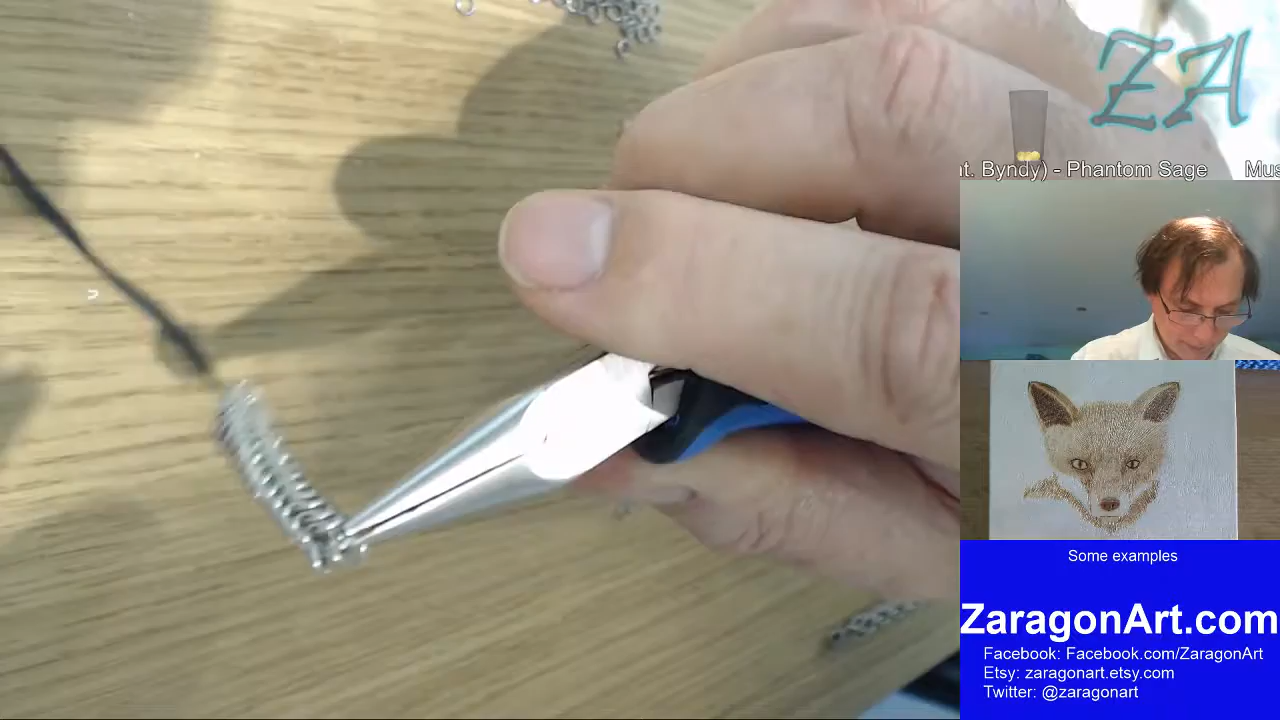 ZA
nt. Byndy) - Phantom Sage Mus
Some examples
ZaragonArt.com
Facebook: Facebook.com/ZaragonArt
Etsy: zaragonart.etsy.com
Twitter: @zaragonart